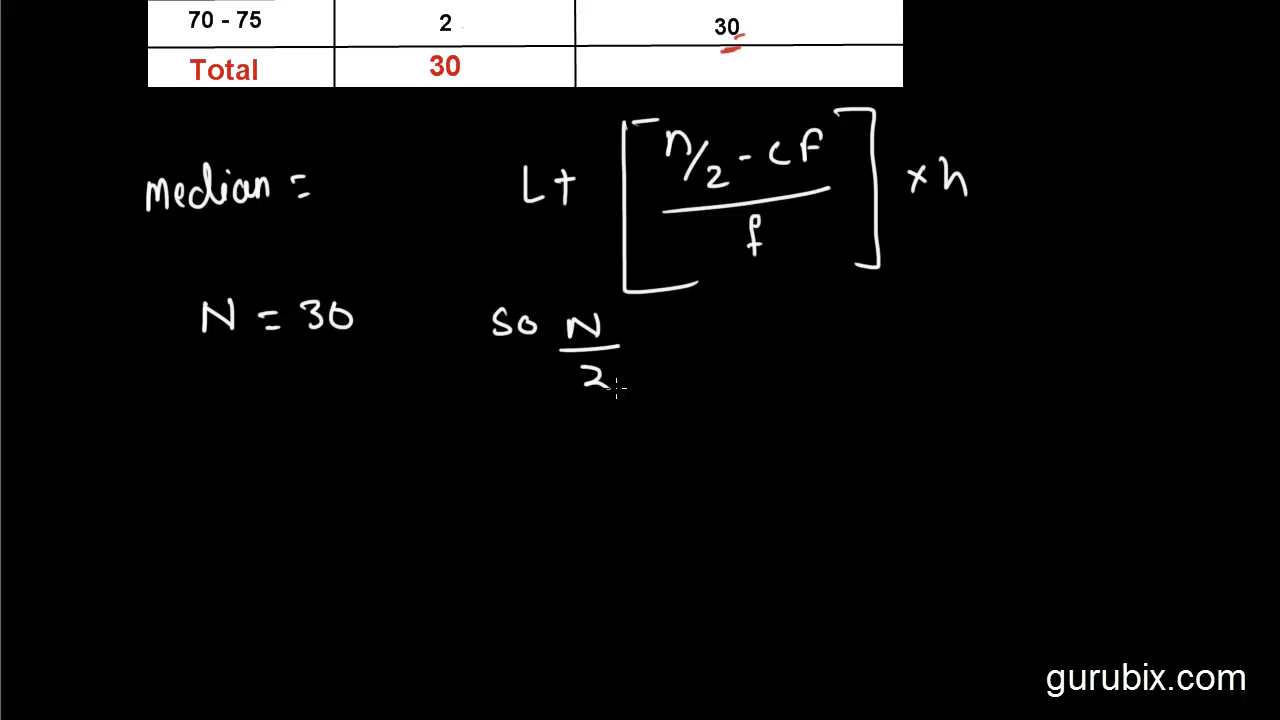 70 - 75 2 30
Total 30
median = L + [ n/2 - cf / f ] × h
N = 30 so N / 2
gurubix.com